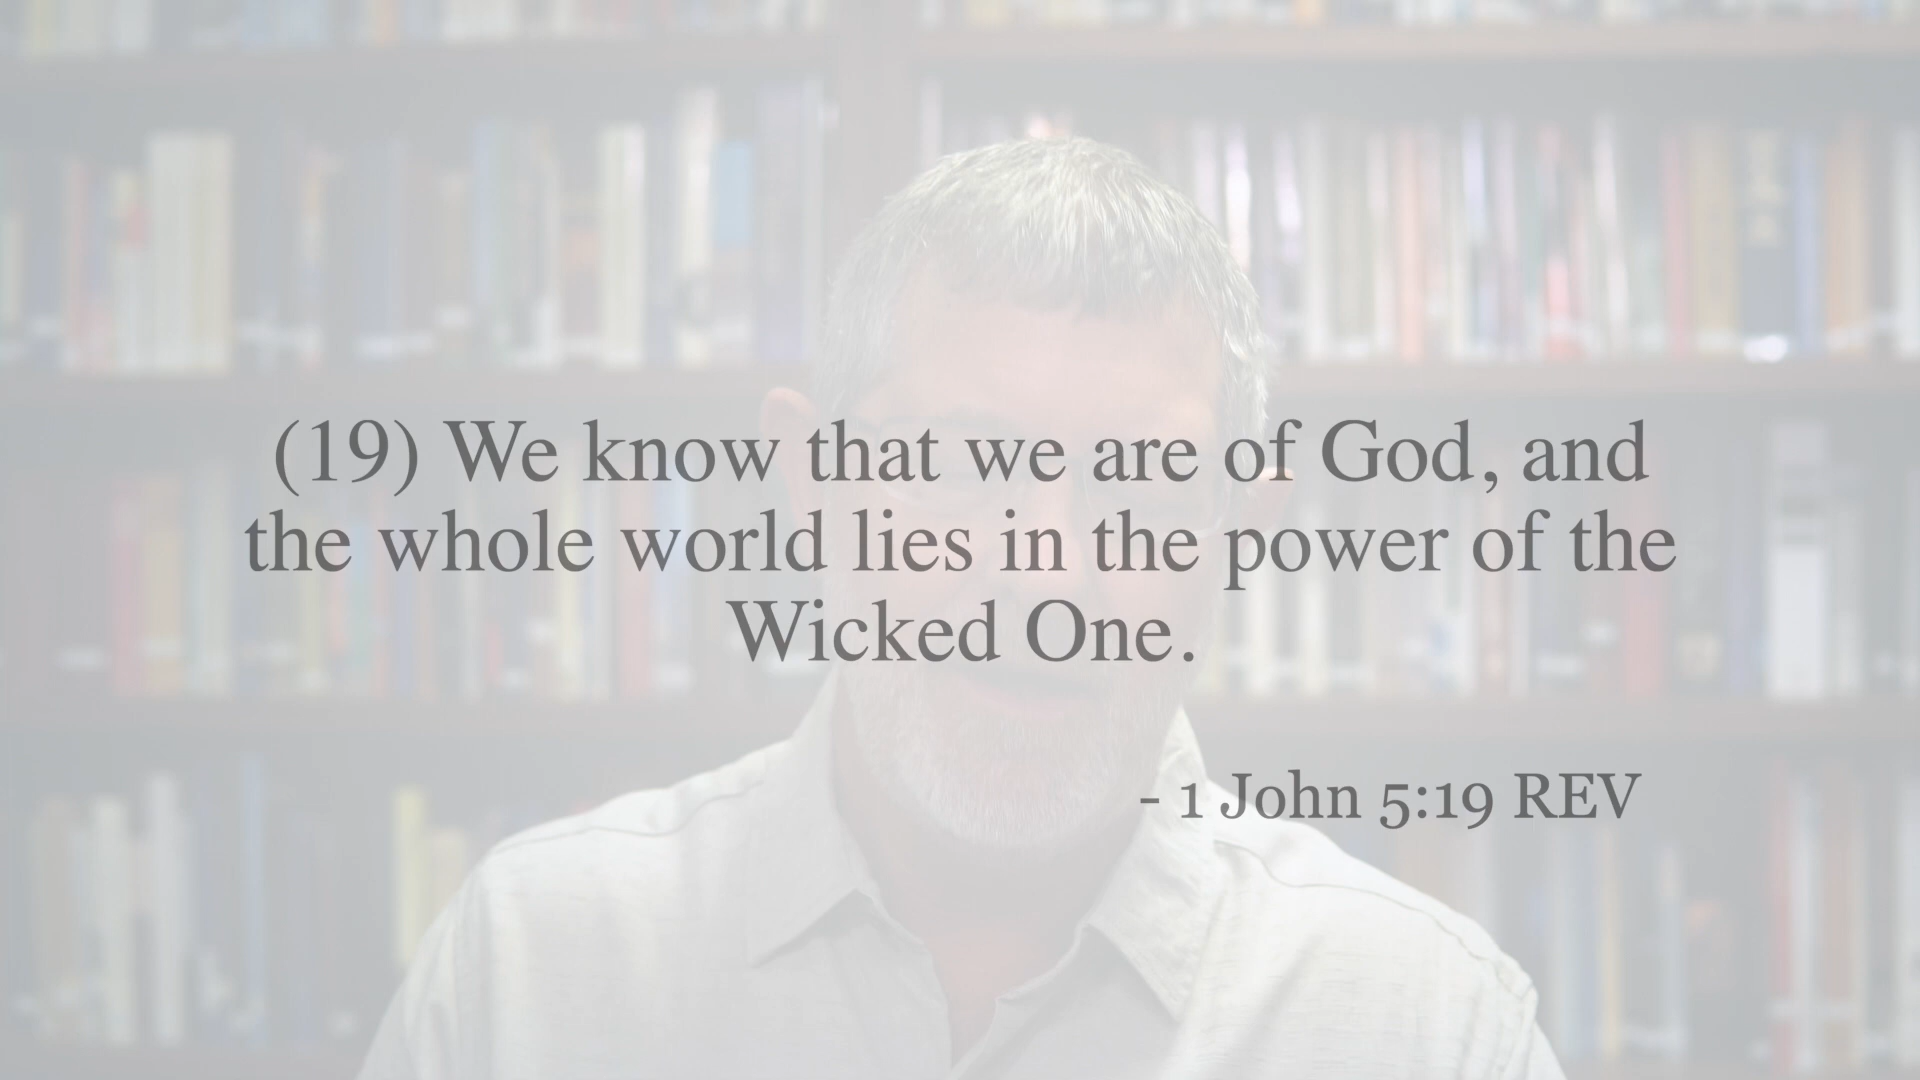 (19) We know that we are of God, and
the whole world lies in the power of the
Wicked One.
- 1 John 5:19 REV